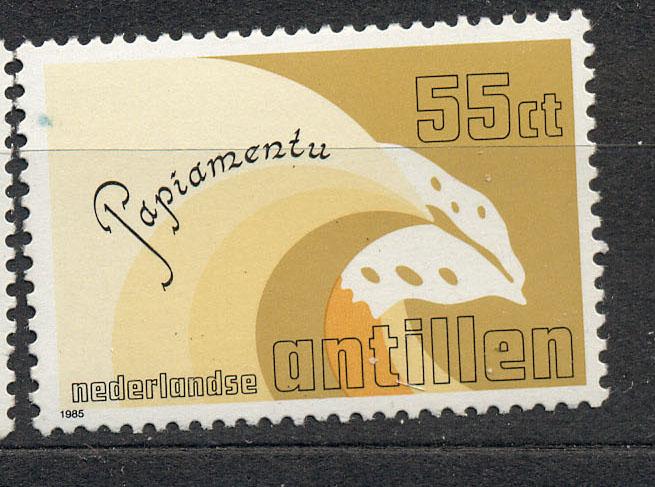 55ct
Papiamentu
nederlandse antillen
1985